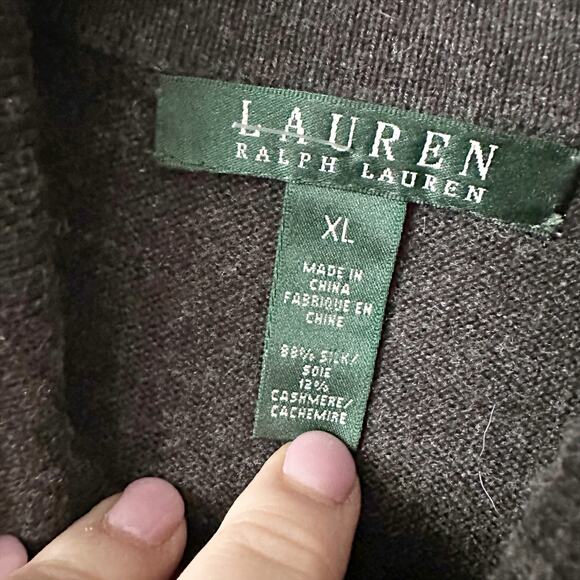 LAUREN
RALPH LAUREN
XL
MADE IN
CHINA
FABRIQUE EN
CHINE
88% SILK/
SOIE
12%
CASHMERE/
CACHEMIRE